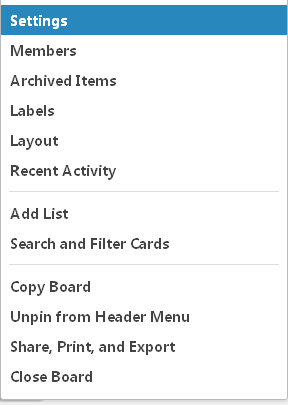 Settings
Members
Archived Items
Labels
Layout
Recent Activity
Add List
Search and Filter Cards
Copy Board
Unpin from Header Menu
Share, Print, and Export
Close Board